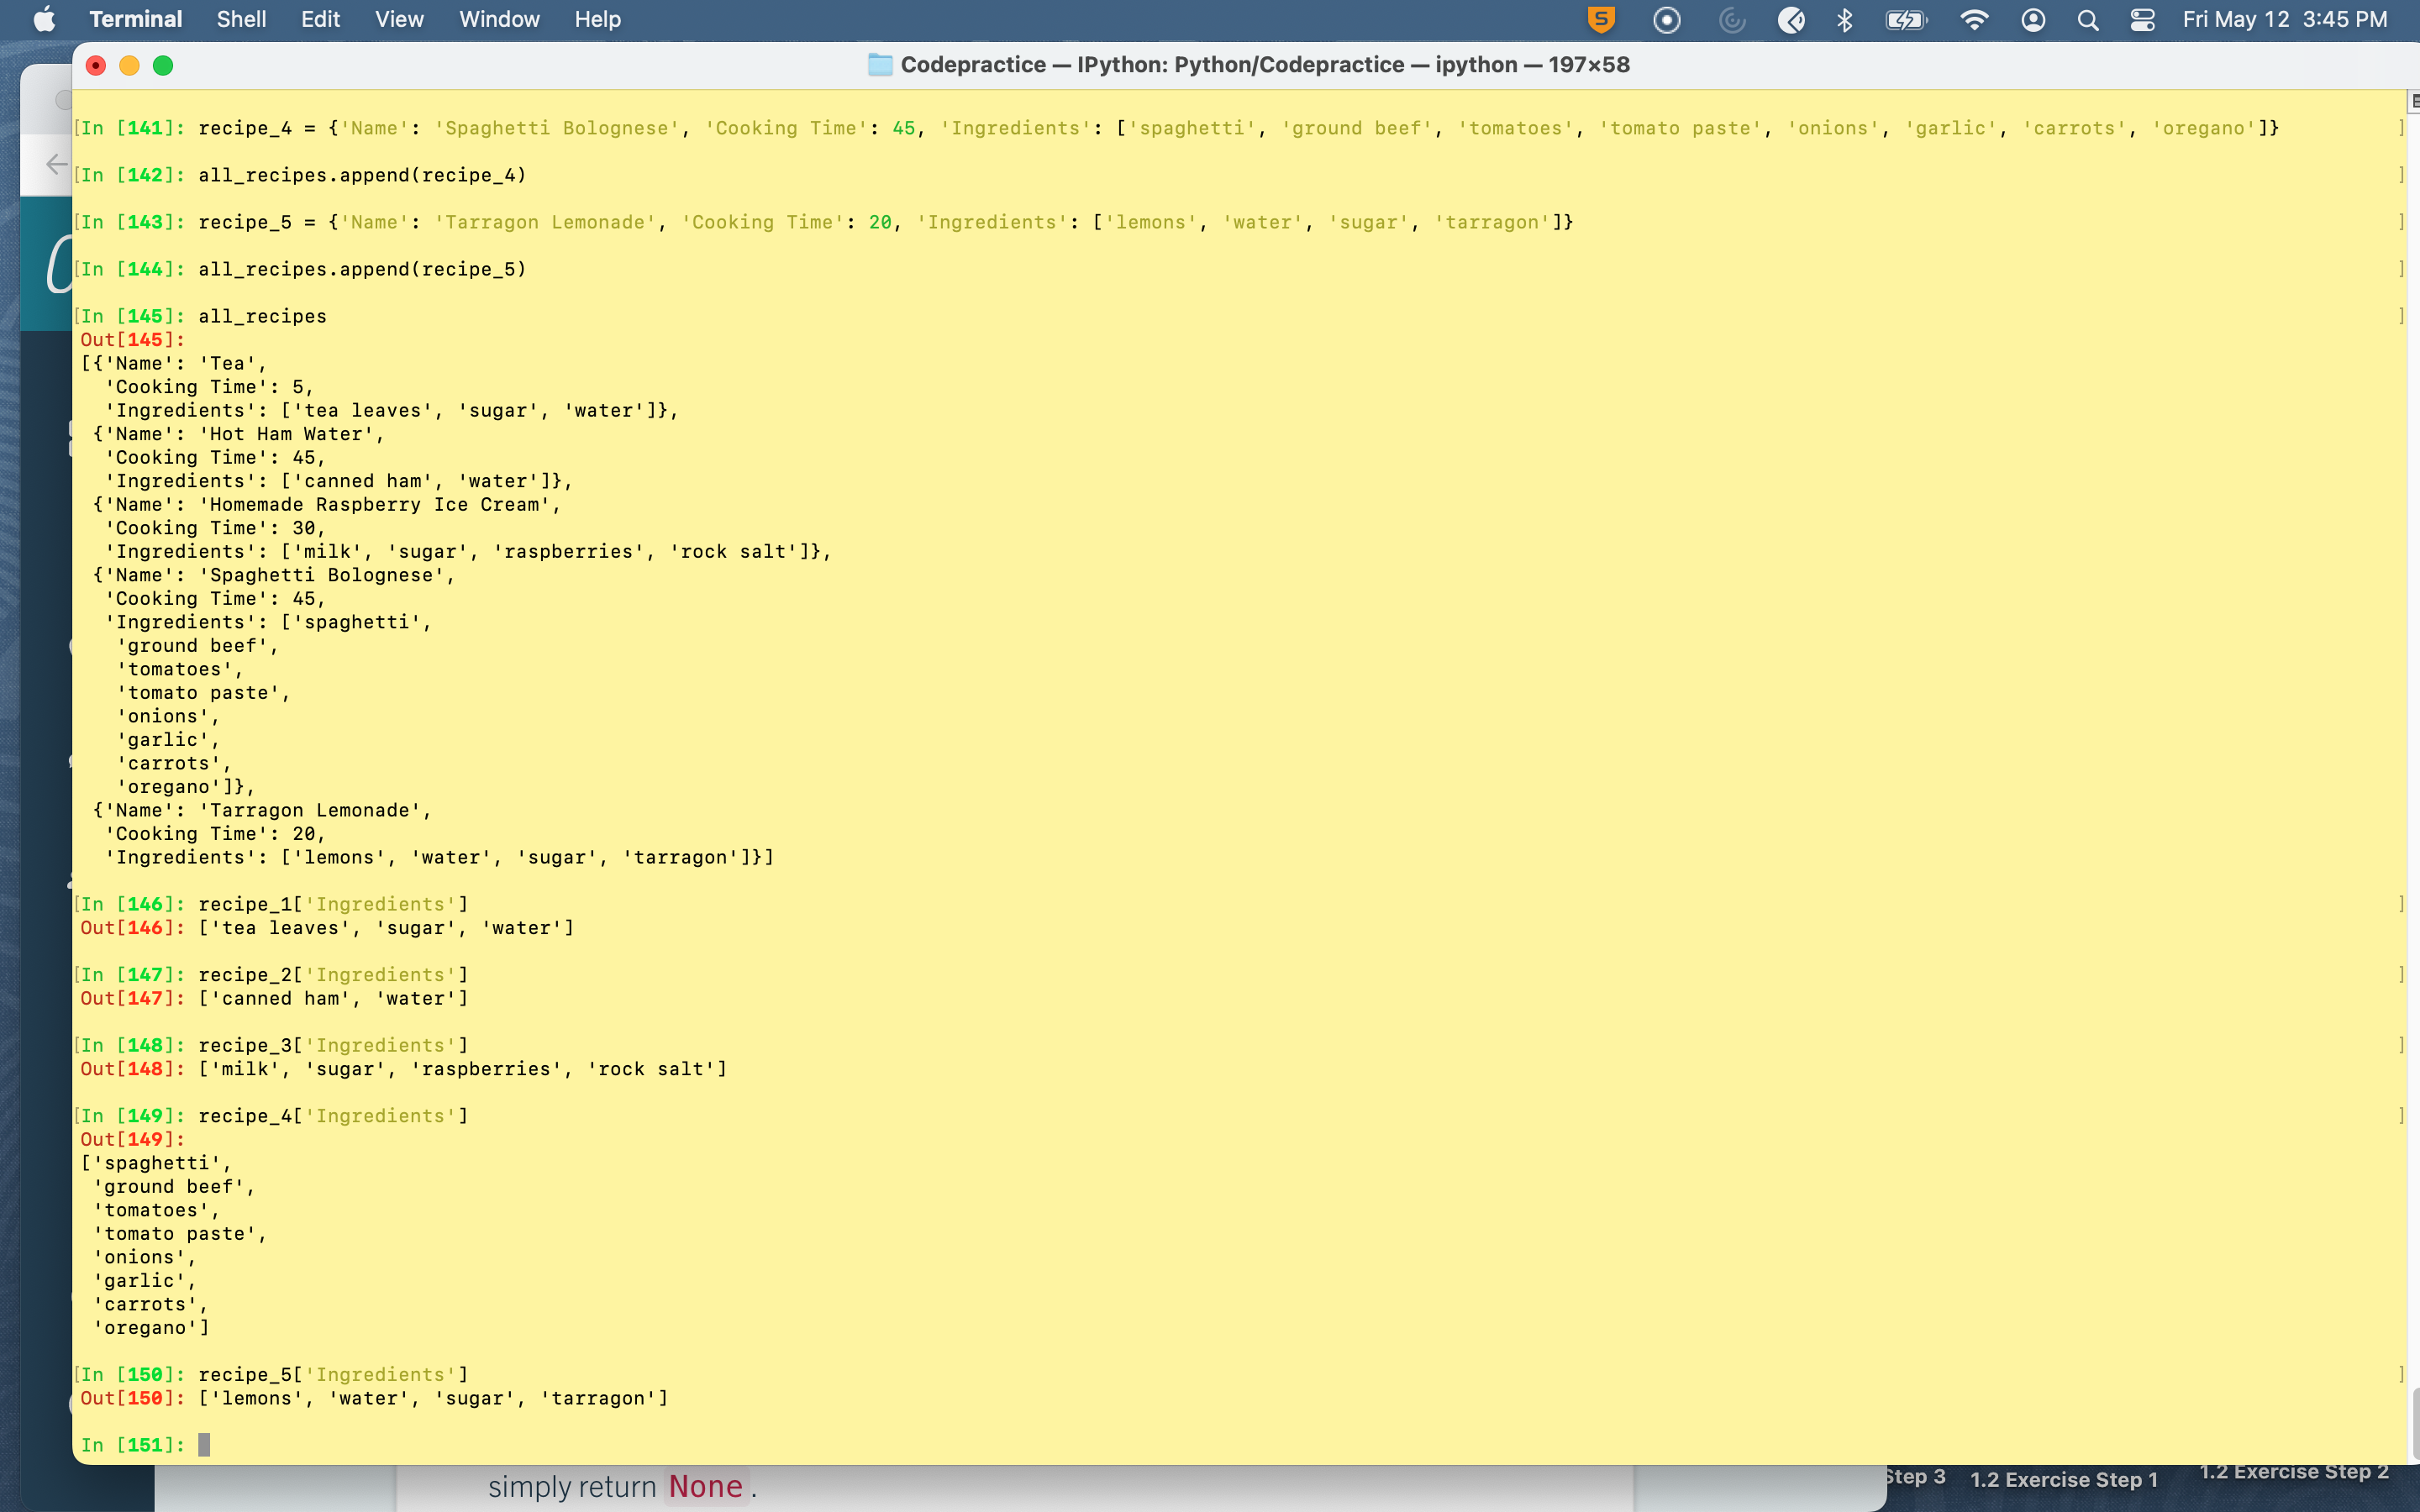 Terminal Shell Edit View Window Help Fri May 12 3:45 PM
Codepractice — IPython: Python/Codepractice — ipython — 197×58
[In [141]: recipe_4 = {'Name': 'Spaghetti Bolognese', 'Cooking Time': 45, 'Ingredients': ['spaghetti', 'ground beef', 'tomatoes', 'tomato paste', 'onions', 'garlic', 'carrots', 'oregano']} ]
[In [142]: all_recipes.append(recipe_4) ]
[In [143]: recipe_5 = {'Name': 'Tarragon Lemonade', 'Cooking Time': 20, 'Ingredients': ['lemons', 'water', 'sugar', 'tarragon']} ]
[In [144]: all_recipes.append(recipe_5) ]
[In [145]: all_recipes ]
Out[145]:
[{'Name': 'Tea',
'Cooking Time': 5,
'Ingredients': ['tea leaves', 'sugar', 'water']},
{'Name': 'Hot Ham Water',
'Cooking Time': 45,
'Ingredients': ['canned ham', 'water']},
{'Name': 'Homemade Raspberry Ice Cream',
'Cooking Time': 30,
'Ingredients': ['milk', 'sugar', 'raspberries', 'rock salt']},
{'Name': 'Spaghetti Bolognese',
'Cooking Time': 45,
'Ingredients': ['spaghetti',
'ground beef',
'tomatoes',
'tomato paste',
'onions',
'garlic',
'carrots',
'oregano']},
{'Name': 'Tarragon Lemonade',
'Cooking Time': 20,
'Ingredients': ['lemons', 'water', 'sugar', 'tarragon']}]
[In [146]: recipe_1['Ingredients'] ]
Out[146]: ['tea leaves', 'sugar', 'water']
[In [147]: recipe_2['Ingredients'] ]
Out[147]: ['canned ham', 'water']
[In [148]: recipe_3['Ingredients'] ]
Out[148]: ['milk', 'sugar', 'raspberries', 'rock salt']
[In [149]: recipe_4['Ingredients'] ]
Out[149]:
['spaghetti',
'ground beef',
'tomatoes',
'tomato paste',
'onions',
'garlic',
'carrots',
'oregano']
[In [150]: recipe_5['Ingredients'] ]
Out[150]: ['lemons', 'water', 'sugar', 'tarragon']
In [151]:
simply return None.
Step 3 1.2 Exercise Step 1 1.2 Exercise Step 2